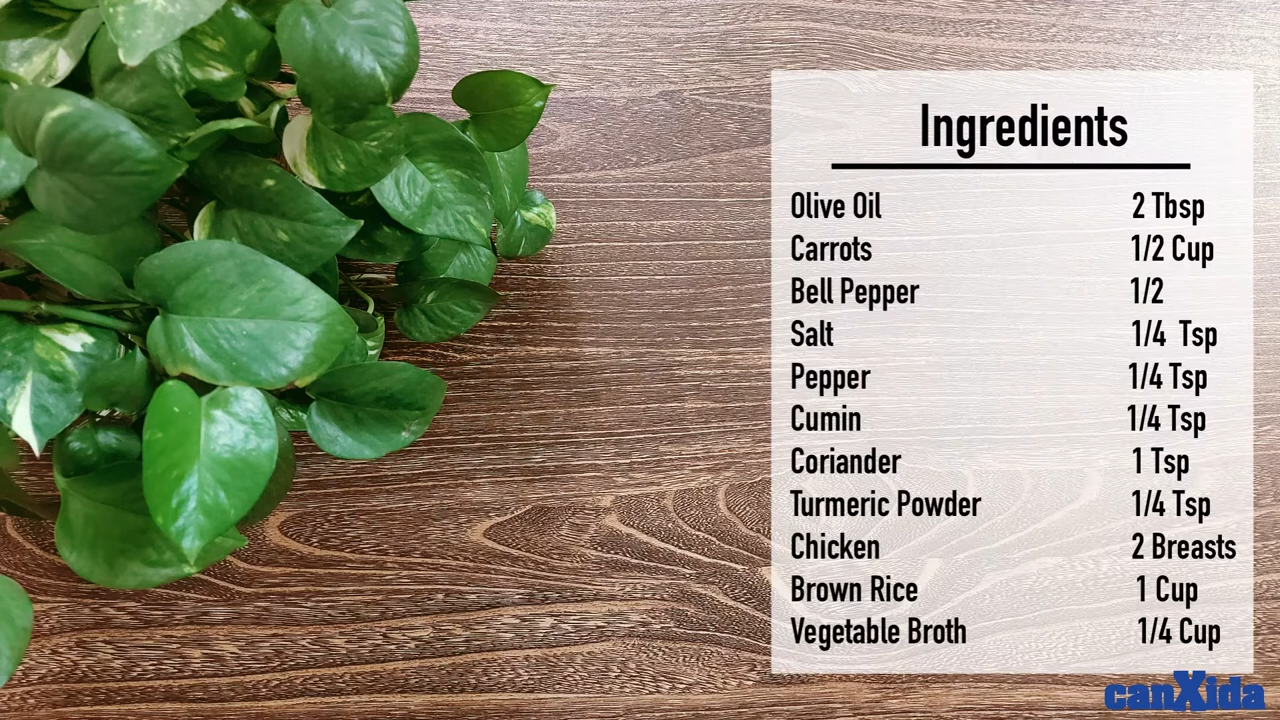 Ingredients
Olive Oil 2 Tbsp
Carrots 1/2 Cup
Bell Pepper 1/2
Salt 1/4 Tsp
Pepper 1/4 Tsp
Cumin 1/4 Tsp
Coriander 1 Tsp
Turmeric Powder 1/4 Tsp
Chicken 2 Breasts
Brown Rice 1 Cup
Vegetable Broth 1/4 Cup
canXida